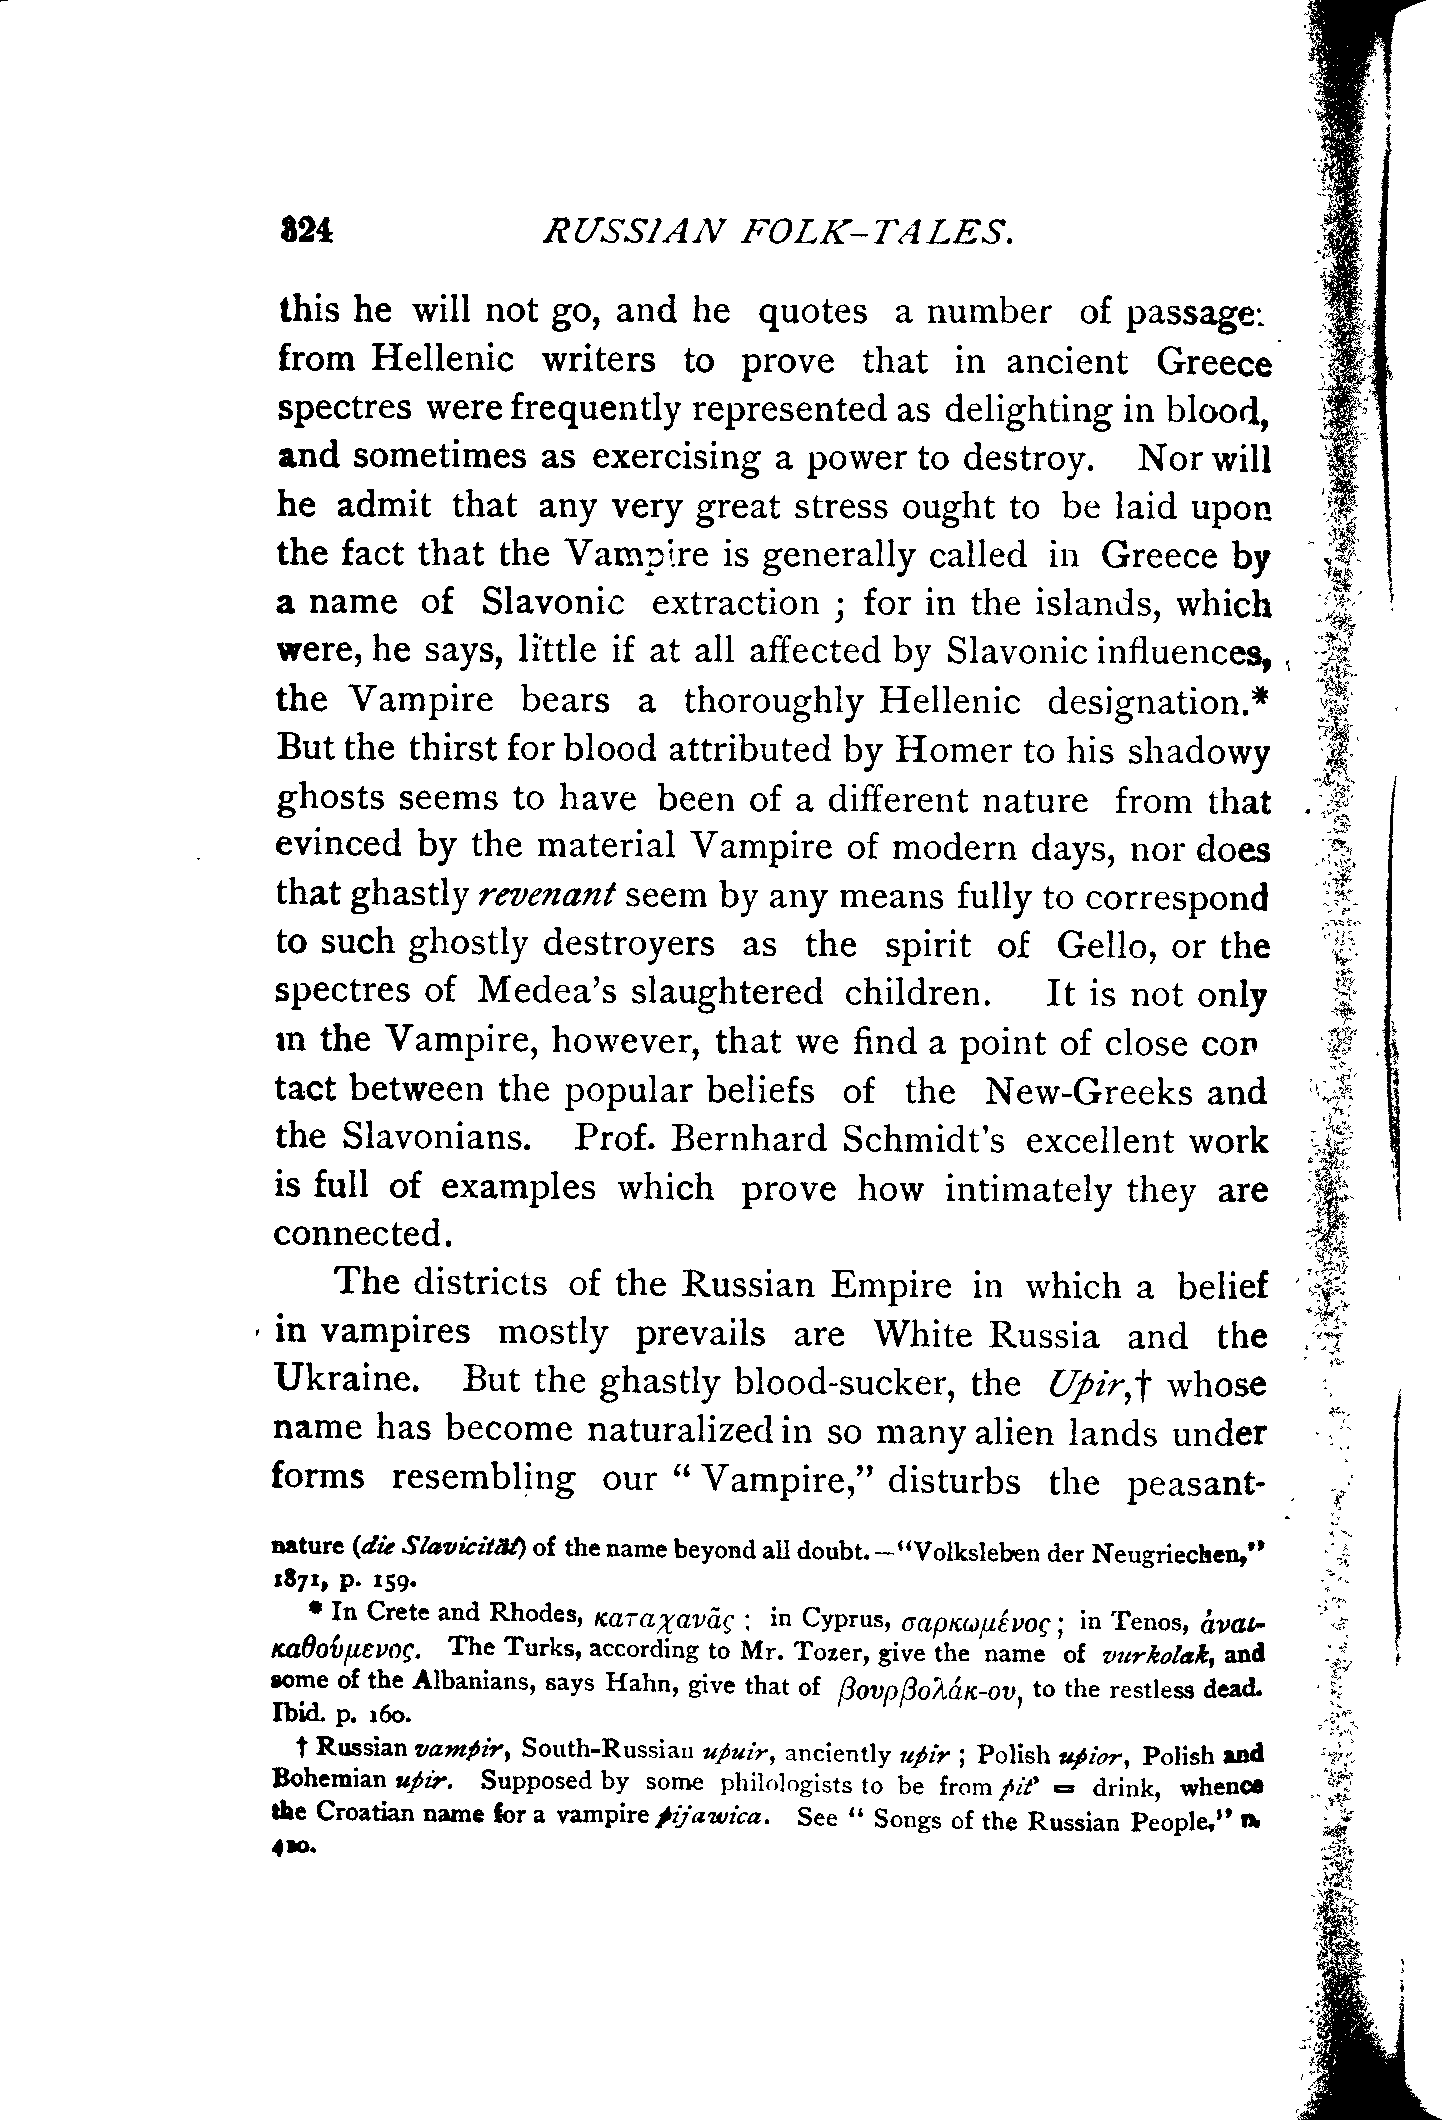 324 RUSSIAN FOLK-TALES.
this he will not go, and he quotes a number of passage:
from Hellenic writers to prove that in ancient Greece
spectres were frequently represented as delighting in blood,
and sometimes as exercising a power to destroy. Nor will
he admit that any very great stress ought to be laid upon
the fact that the Vampire is generally called in Greece by
a name of Slavonic extraction ; for in the islands, which
were, he says, little if at all affected by Slavonic influences,
the Vampire bears a thoroughly Hellenic designation.*
But the thirst for blood attributed by Homer to his shadowy
ghosts seems to have been of a different nature from that
evinced by the material Vampire of modern days, nor does
that ghastly revenant seem by any means fully to correspond
to such ghostly destroyers as the spirit of Gello, or the
spectres of Medea's slaughtered children. It is not only
in the Vampire, however, that we find a point of close con
tact between the popular beliefs of the New-Greeks and
the Slavonians. Prof. Bernhard Schmidt's excellent work
is full of examples which prove how intimately they are
connected.
The districts of the Russian Empire in which a belief
in vampires mostly prevails are White Russia and the
Ukraine. But the ghastly blood-sucker, the Upir,† whose
name has become naturalized in so many alien lands under
forms resembling our “ Vampire,” disturbs the peasant-
nature (die Slavicität) of the name beyond all doubt.—“Volksleben der Neugriechen,”
1871, p. 159.
* In Crete and Rhodes, καταχανᾶς ; in Cyprus, σαρκωμένος ; in Tenos, ἀναι-
καθούμενος. The Turks, according to Mr. Tozer, give the name of vurkolak, and
some of the Albanians, says Hahn, give that of βουρβολάκ-ου, to the restless dead.
Ibid. p. 160.
† Russian vampir, South-Russian upuir, anciently upir ; Polish upior, Polish and
Bohemian upir. Supposed by some philologists to be from pit' = drink, whence
the Croatian name for a vampire pijawica. See “ Songs of the Russian People,” p.
410.